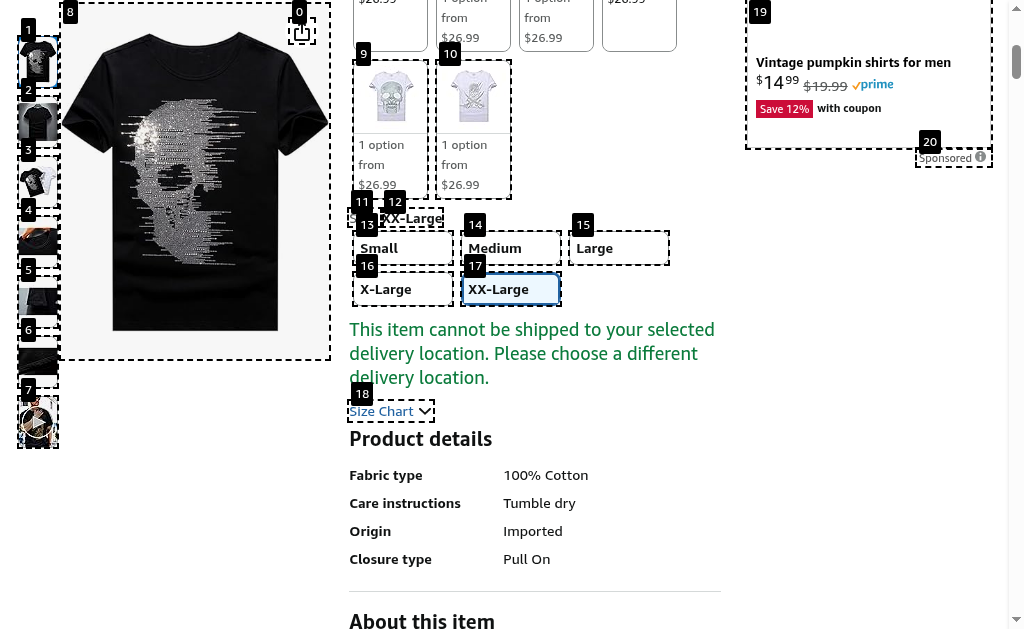 $26.99
1 option
from
$26.99
1 option
from
$26.99
$26.99
8
0
1
2
3
4
5
6
7
9
10
1 option
from
$26.99
1 option
from
$26.99
11
12
XX-Large
13
14
15
Small
Medium
Large
16
17
X-Large
XX-Large
This item cannot be shipped to your selected
delivery location. Please choose a different
delivery location.
18
Size Chart
Product details
Fabric type 100% Cotton
Care instructions Tumble dry
Origin Imported
Closure type Pull On
About this item
19
Vintage pumpkin shirts for men
$14.99 $19.99 prime
Save 12% with coupon
20
Sponsored